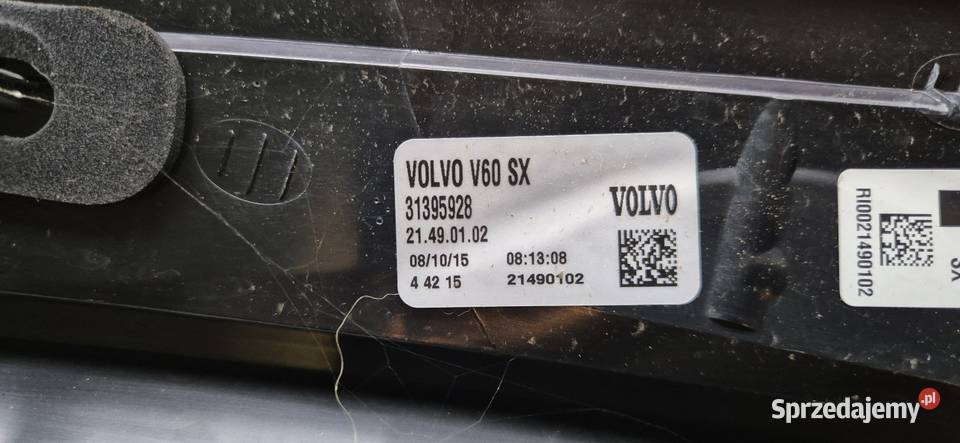 VOLVO V60 SX
31395928
VOLVO
21.49.01.02
08/10/15 08:13:08
4 42 15 21490102
RI0021490102
SX
Sprzedajemy.pl